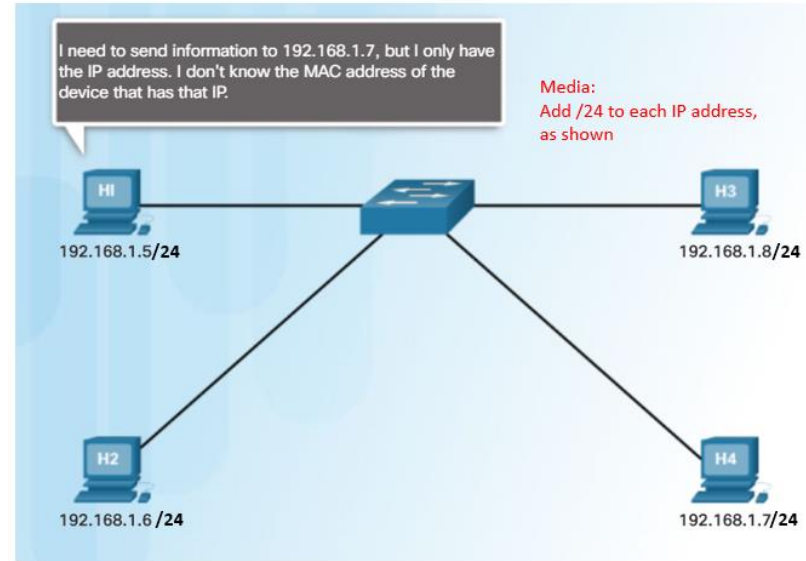 I need to send information to 192.168.1.7, but I only have
the IP address. I don't know the MAC address of the
device that has that IP.
Media:
Add /24 to each IP address,
as shown
H1
H3
192.168.1.5/24
192.168.1.8/24
H2
H4
192.168.1.6 /24
192.168.1.7/24